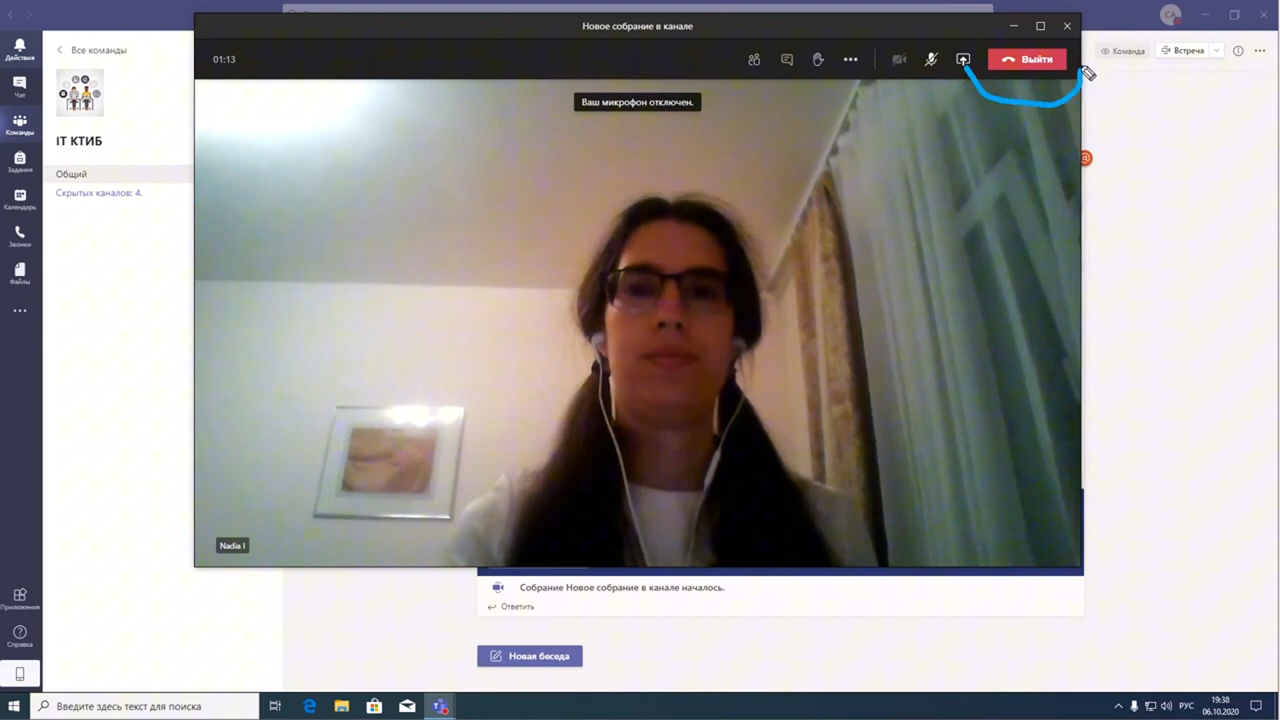 Новое собрание в канале
CA
01:13
Выйти
Ваш микрофон отключен.
Действия
Чат
Команды
Задания
Календарь
Звонки
Файлы
Приложения
Справка
Все команды
IT КТИБ
Общий
Скрытых каналов: 4.
Команда
Встреча
Nadia I
Собрание Новое собрание в канале началось.
Ответить
Новая беседа
Введите здесь текст для поиска
РУС
19:38
06.10.2020